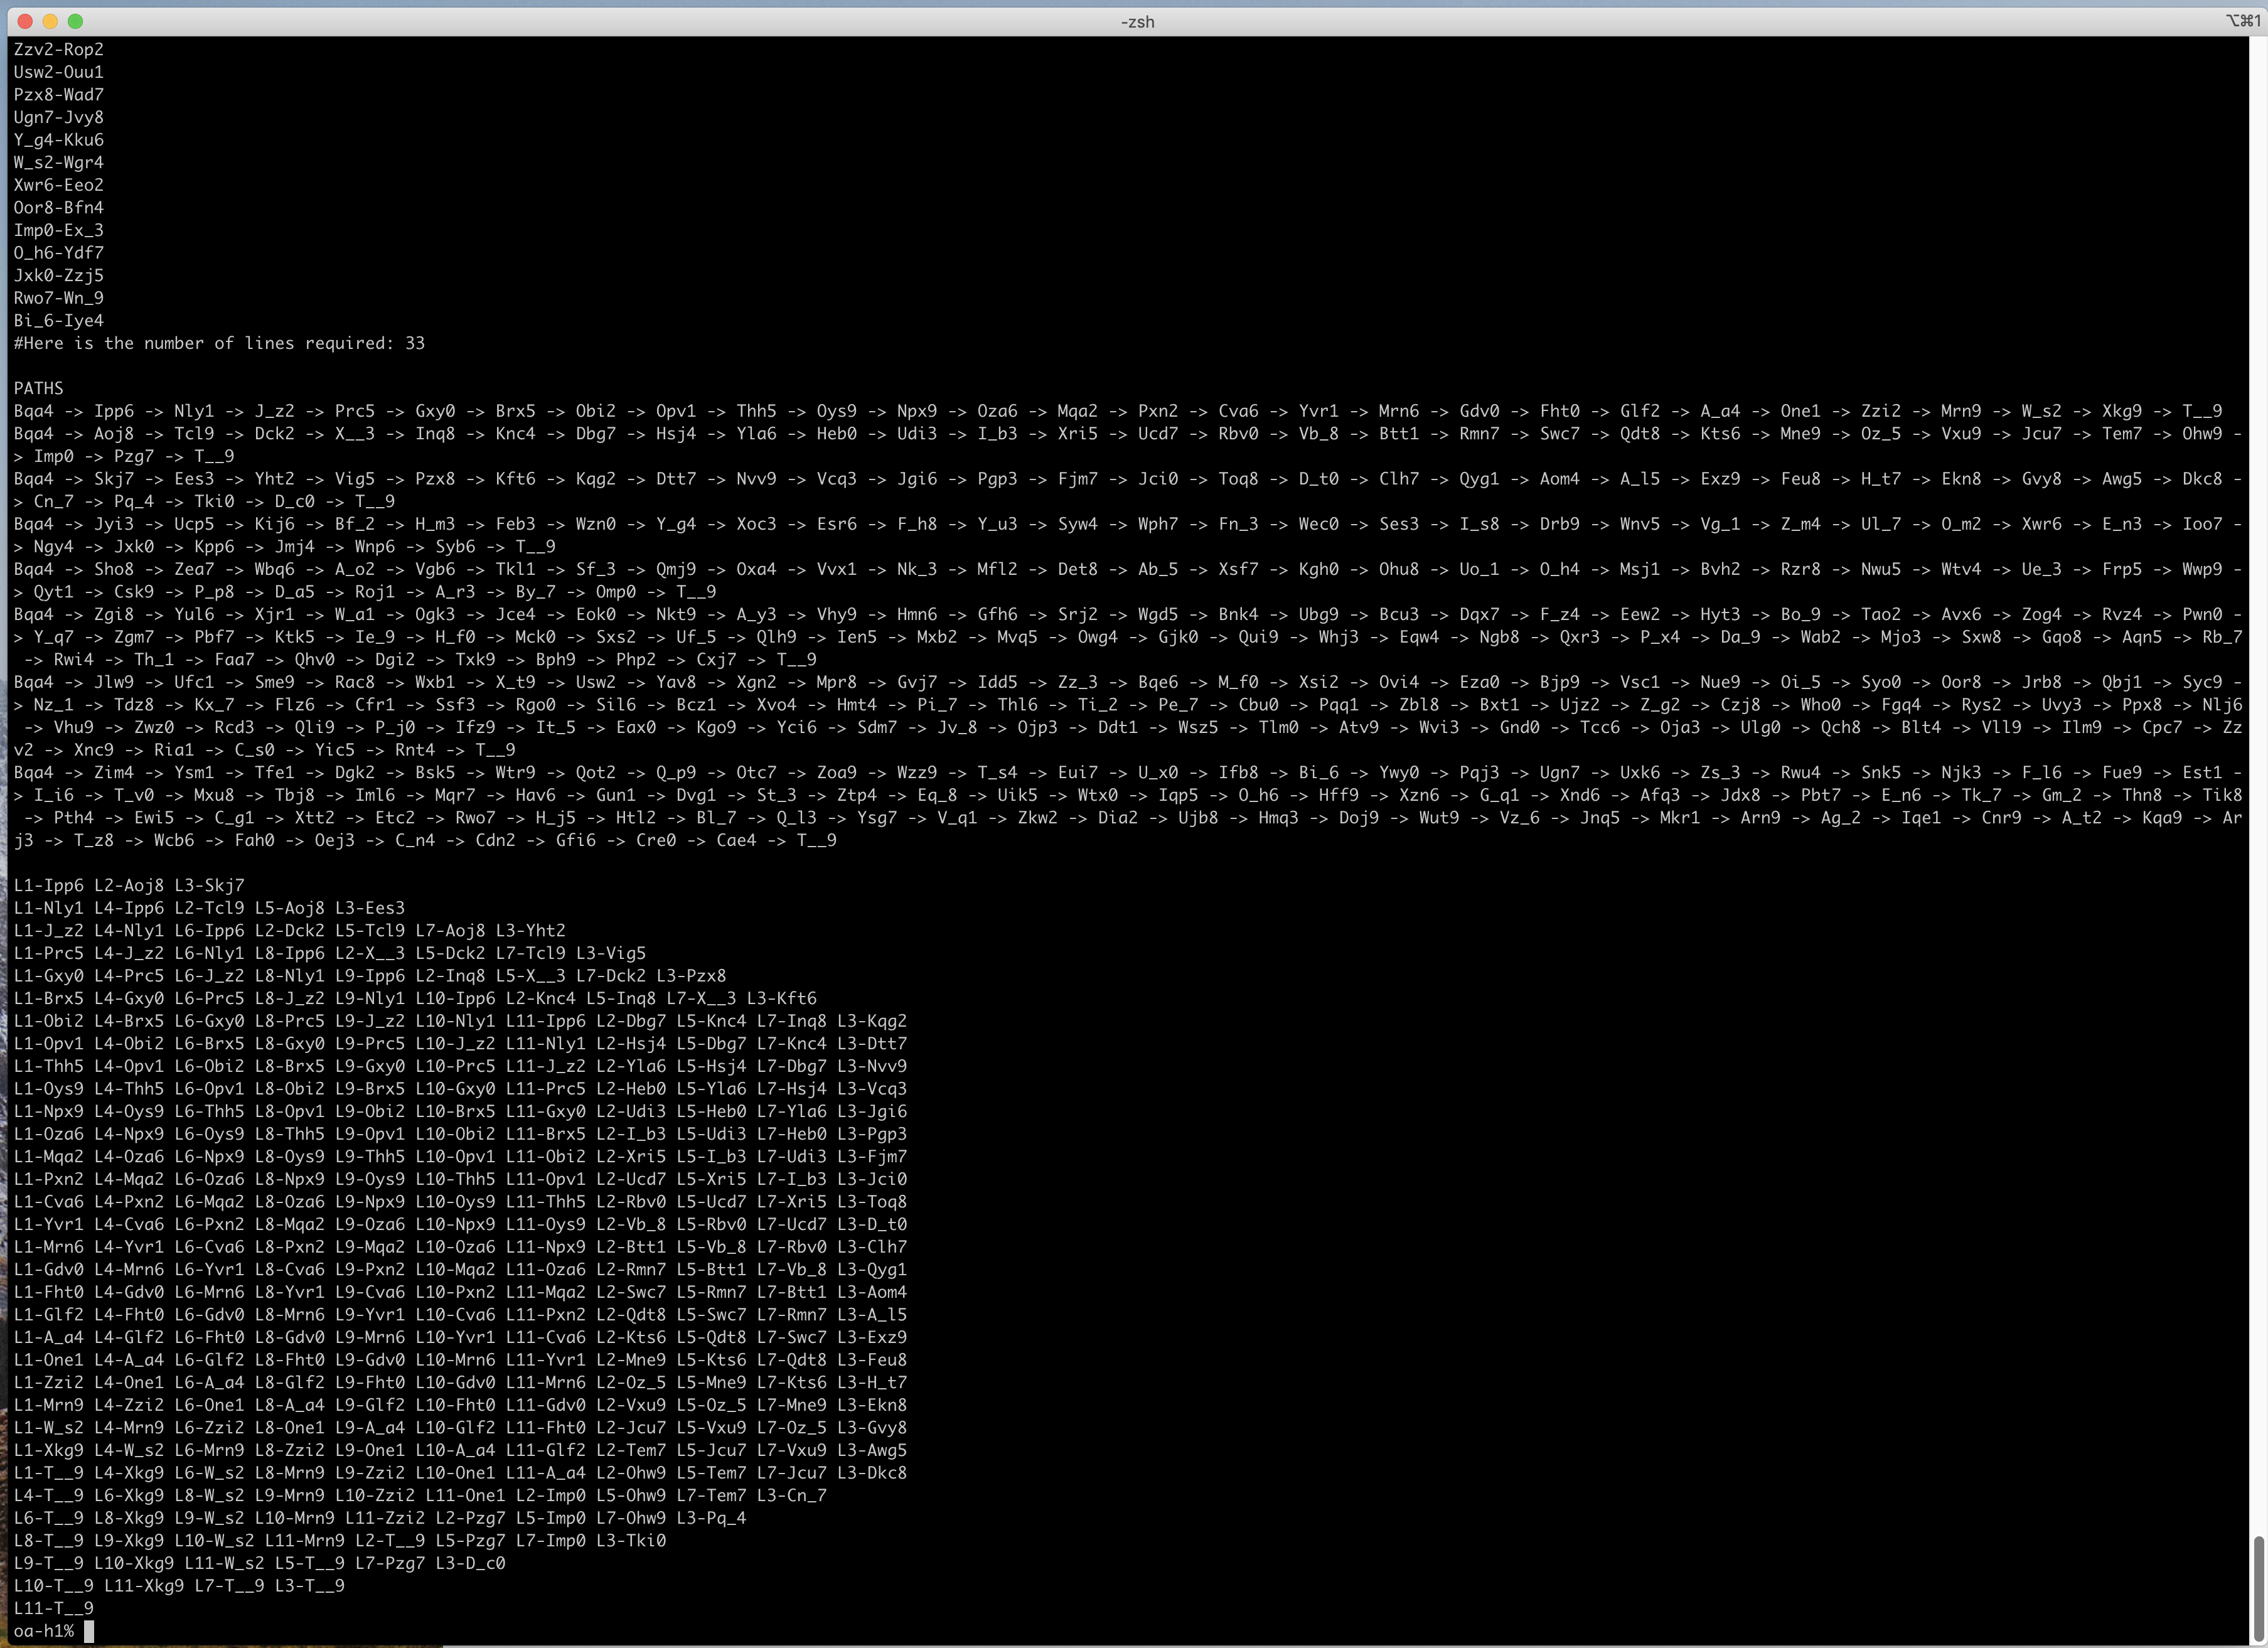 -zsh
⌥⌘1
Zzv2-Rop2
Usw2-Ouu1
Pzx8-Wad7
Ugn7-Jvy8
Y_g4-Kku6
W_s2-Wgr4
Xwr6-Eeo2
Oor8-Bfn4
Imp0-Ex_3
O_h6-Ydf7
Jxk0-Zzj5
Rwo7-Wn_9
Bi_6-Iye4
#Here is the number of lines required: 33
PATHS
Bqa4 -> Ipp6 -> Nly1 -> J_z2 -> Prc5 -> Gxy0 -> Brx5 -> Obi2 -> Opv1 -> Thh5 -> Oys9 -> Npx9 -> Oza6 -> Mqa2 -> Pxn2 -> Cva6 -> Yvr1 -> Mrn6 -> Gdv0 -> Fht0 -> Glf2 -> A_a4 -> One1 -> Zzi2 -> Mrn9 -> W_s2 -> Xkg9 -> T__9
Bqa4 -> Aoj8 -> Tcl9 -> Dck2 -> X__3 -> Inq8 -> Knc4 -> Dbg7 -> Hsj4 -> Yla6 -> Heb0 -> Udi3 -> I_b3 -> Xri5 -> Ucd7 -> Rbv0 -> Vb_8 -> Btt1 -> Rmn7 -> Swc7 -> Qdt8 -> Kts6 -> Mne9 -> Oz_5 -> Vxu9 -> Jcu7 -> Tem7 -> Ohw9 -
> Imp0 -> Pzg7 -> T__9
Bqa4 -> Skj7 -> Ees3 -> Yht2 -> Vig5 -> Pzx8 -> Kft6 -> Kqg2 -> Dtt7 -> Nvv9 -> Vcq3 -> Jgi6 -> Pgp3 -> Fjm7 -> Jci0 -> Toq8 -> D_t0 -> Clh7 -> Qyg1 -> Aom4 -> A_l5 -> Exz9 -> Feu8 -> H_t7 -> Ekn8 -> Gvy8 -> Awg5 -> Dkc8 -
> Cn_7 -> Pq_4 -> Tki0 -> D_c0 -> T__9
Bqa4 -> Jyi3 -> Ucp5 -> Kij6 -> Bf_2 -> H_m3 -> Feb3 -> Wzn0 -> Y_g4 -> Xoc3 -> Esr6 -> F_h8 -> Y_u3 -> Syw4 -> Wph7 -> Fn_3 -> Wec0 -> Ses3 -> I_s8 -> Drb9 -> Wnv5 -> Vg_1 -> Z_m4 -> Ul_7 -> O_m2 -> Xwr6 -> E_n3 -> Ioo7 -
> Ngy4 -> Jxk0 -> Kpp6 -> Jmj4 -> Wnp6 -> Syb6 -> T__9
Bqa4 -> Sho8 -> Zea7 -> Wbq6 -> A_o2 -> Vgb6 -> Tkl1 -> Sf_3 -> Qmj9 -> Oxa4 -> Vvx1 -> Nk_3 -> Mfl2 -> Det8 -> Ab_5 -> Xsf7 -> Kgh0 -> Ohu8 -> Uo_1 -> O_h4 -> Msj1 -> Bvh2 -> Rzr8 -> Nwu5 -> Wtv4 -> Ue_3 -> Frp5 -> Wwp9 -
> Qyt1 -> Csk9 -> P_p8 -> D_a5 -> Roj1 -> A_r3 -> By_7 -> Omp0 -> T__9
Bqa4 -> Zgi8 -> Yul6 -> Xjr1 -> W_a1 -> Ogk3 -> Jce4 -> Eok0 -> Nkt9 -> A_y3 -> Vhy9 -> Hmn6 -> Gfh6 -> Srj2 -> Wgd5 -> Bnk4 -> Ubg9 -> Bcu3 -> Dqx7 -> F_z4 -> Eew2 -> Hyt3 -> Bo_9 -> Tao2 -> Avx6 -> Zog4 -> Rvz4 -> Pwn0 -
> Y_q7 -> Zgm7 -> Pbf7 -> Ktk5 -> Ie_9 -> H_f0 -> Mck0 -> Sxs2 -> Uf_5 -> Qlh9 -> Ien5 -> Mxb2 -> Mvq5 -> Owg4 -> Gjk0 -> Qui9 -> Whj3 -> Eqw4 -> Ngb8 -> Qxr3 -> P_x4 -> Da_9 -> Wab2 -> Mjo3 -> Sxw8 -> Gqo8 -> Aqn5 -> Rb_7
-> Rwi4 -> Th_1 -> Faa7 -> Qhv0 -> Dgi2 -> Txk9 -> Bph9 -> Php2 -> Cxj7 -> T__9
Bqa4 -> Jlw9 -> Ufc1 -> Sme9 -> Rac8 -> Wxb1 -> X_t9 -> Usw2 -> Yav8 -> Xgn2 -> Mpr8 -> Gvj7 -> Idd5 -> Zz_3 -> Bqe6 -> M_f0 -> Xsi2 -> Ovi4 -> Eza0 -> Bjp9 -> Vsc1 -> Nue9 -> Oi_5 -> Syo0 -> Oor8 -> Jrb8 -> Qbj1 -> Syc9 -
> Nz_1 -> Tdz8 -> Kx_7 -> Flz6 -> Cfr1 -> Ssf3 -> Rgo0 -> Sil6 -> Bcz1 -> Xvo4 -> Hmt4 -> Pi_7 -> Thl6 -> Ti_2 -> Pe_7 -> Cbu0 -> Pqq1 -> Zbl8 -> Bxt1 -> Ujz2 -> Z_g2 -> Czj8 -> Who0 -> Fgq4 -> Rys2 -> Uvy3 -> Ppx8 -> Nlj6
-> Vhu9 -> Zwz0 -> Rcd3 -> Qli9 -> P_j0 -> Ifz9 -> It_5 -> Eax0 -> Kgo9 -> Yci6 -> Sdm7 -> Jv_8 -> Ojp3 -> Ddt1 -> Wsz5 -> Tlm0 -> Atv9 -> Wvi3 -> Gnd0 -> Tcc6 -> Oja3 -> Ulg0 -> Qch8 -> Blt4 -> Vll9 -> Ilm9 -> Cpc7 -> Zz
v2 -> Xnc9 -> Ria1 -> C_s0 -> Yic5 -> Rnt4 -> T__9
Bqa4 -> Zim4 -> Ysm1 -> Tfe1 -> Dgk2 -> Bsk5 -> Wtr9 -> Qot2 -> Q_p9 -> Otc7 -> Zoa9 -> Wzz9 -> T_s4 -> Eui7 -> U_x0 -> Ifb8 -> Bi_6 -> Ywy0 -> Pqj3 -> Ugn7 -> Uxk6 -> Zs_3 -> Rwu4 -> Snk5 -> Njk3 -> F_l6 -> Fue9 -> Est1 -
> I_i6 -> T_v0 -> Mxu8 -> Tbj8 -> Iml6 -> Mqr7 -> Hav6 -> Gun1 -> Dvg1 -> St_3 -> Ztp4 -> Eq_8 -> Uik5 -> Wtx0 -> Iqp5 -> O_h6 -> Hff9 -> Xzn6 -> G_q1 -> Xnd6 -> Afq3 -> Jdx8 -> Pbt7 -> E_n6 -> Tk_7 -> Gm_2 -> Thn8 -> Tik8
-> Pth4 -> Ewi5 -> C_g1 -> Xtt2 -> Etc2 -> Rwo7 -> H_j5 -> Htl2 -> Bl_7 -> Q_l3 -> Ysg7 -> V_q1 -> Zkw2 -> Dia2 -> Ujb8 -> Hmq3 -> Doj9 -> Wut9 -> Vz_6 -> Jnq5 -> Mkr1 -> Arn9 -> Ag_2 -> Iqe1 -> Cnr9 -> A_t2 -> Kqa9 -> Ar
j3 -> T_z8 -> Wcb6 -> Fah0 -> Oej3 -> C_n4 -> Cdn2 -> Gfi6 -> Cre0 -> Cae4 -> T__9
L1-Ipp6 L2-Aoj8 L3-Skj7
L1-Nly1 L4-Ipp6 L2-Tcl9 L5-Aoj8 L3-Ees3
L1-J_z2 L4-Nly1 L6-Ipp6 L2-Dck2 L5-Tcl9 L7-Aoj8 L3-Yht2
L1-Prc5 L4-J_z2 L6-Nly1 L8-Ipp6 L2-X__3 L5-Dck2 L7-Tcl9 L3-Vig5
L1-Gxy0 L4-Prc5 L6-J_z2 L8-Nly1 L9-Ipp6 L2-Inq8 L5-X__3 L7-Dck2 L3-Pzx8
L1-Brx5 L4-Gxy0 L6-Prc5 L8-J_z2 L9-Nly1 L10-Ipp6 L2-Knc4 L5-Inq8 L7-X__3 L3-Kft6
L1-Obi2 L4-Brx5 L6-Gxy0 L8-Prc5 L9-J_z2 L10-Nly1 L11-Ipp6 L2-Dbg7 L5-Knc4 L7-Inq8 L3-Kqg2
L1-Opv1 L4-Obi2 L6-Brx5 L8-Gxy0 L9-Prc5 L10-J_z2 L11-Nly1 L2-Hsj4 L5-Dbg7 L7-Knc4 L3-Dtt7
L1-Thh5 L4-Opv1 L6-Obi2 L8-Brx5 L9-Gxy0 L10-Prc5 L11-J_z2 L2-Yla6 L5-Hsj4 L7-Dbg7 L3-Nvv9
L1-Oys9 L4-Thh5 L6-Opv1 L8-Obi2 L9-Brx5 L10-Gxy0 L11-Prc5 L2-Heb0 L5-Yla6 L7-Hsj4 L3-Vcq3
L1-Npx9 L4-Oys9 L6-Thh5 L8-Opv1 L9-Obi2 L10-Brx5 L11-Gxy0 L2-Udi3 L5-Heb0 L7-Yla6 L3-Jgi6
L1-Oza6 L4-Npx9 L6-Oys9 L8-Thh5 L9-Opv1 L10-Obi2 L11-Brx5 L2-I_b3 L5-Udi3 L7-Heb0 L3-Pgp3
L1-Mqa2 L4-Oza6 L6-Npx9 L8-Oys9 L9-Thh5 L10-Opv1 L11-Obi2 L2-Xri5 L5-I_b3 L7-Udi3 L3-Fjm7
L1-Pxn2 L4-Mqa2 L6-Oza6 L8-Npx9 L9-Oys9 L10-Thh5 L11-Opv1 L2-Ucd7 L5-Xri5 L7-I_b3 L3-Jci0
L1-Cva6 L4-Pxn2 L6-Mqa2 L8-Oza6 L9-Npx9 L10-Oys9 L11-Thh5 L2-Rbv0 L5-Ucd7 L7-Xri5 L3-Toq8
L1-Yvr1 L4-Cva6 L6-Pxn2 L8-Mqa2 L9-Oza6 L10-Npx9 L11-Oys9 L2-Vb_8 L5-Rbv0 L7-Ucd7 L3-D_t0
L1-Mrn6 L4-Yvr1 L6-Cva6 L8-Pxn2 L9-Mqa2 L10-Oza6 L11-Npx9 L2-Btt1 L5-Vb_8 L7-Rbv0 L3-Clh7
L1-Gdv0 L4-Mrn6 L6-Yvr1 L8-Cva6 L9-Pxn2 L10-Mqa2 L11-Oza6 L2-Rmn7 L5-Btt1 L7-Vb_8 L3-Qyg1
L1-Fht0 L4-Gdv0 L6-Mrn6 L8-Yvr1 L9-Cva6 L10-Pxn2 L11-Mqa2 L2-Swc7 L5-Rmn7 L7-Btt1 L3-Aom4
L1-Glf2 L4-Fht0 L6-Gdv0 L8-Mrn6 L9-Yvr1 L10-Cva6 L11-Pxn2 L2-Qdt8 L5-Swc7 L7-Rmn7 L3-A_l5
L1-A_a4 L4-Glf2 L6-Fht0 L8-Gdv0 L9-Mrn6 L10-Yvr1 L11-Cva6 L2-Kts6 L5-Qdt8 L7-Swc7 L3-Exz9
L1-One1 L4-A_a4 L6-Glf2 L8-Fht0 L9-Gdv0 L10-Mrn6 L11-Yvr1 L2-Mne9 L5-Kts6 L7-Qdt8 L3-Feu8
L1-Zzi2 L4-One1 L6-A_a4 L8-Glf2 L9-Fht0 L10-Gdv0 L11-Mrn6 L2-Oz_5 L5-Mne9 L7-Kts6 L3-H_t7
L1-Mrn9 L4-Zzi2 L6-One1 L8-A_a4 L9-Glf2 L10-Fht0 L11-Gdv0 L2-Vxu9 L5-Oz_5 L7-Mne9 L3-Ekn8
L1-W_s2 L4-Mrn9 L6-Zzi2 L8-One1 L9-A_a4 L10-Glf2 L11-Fht0 L2-Jcu7 L5-Vxu9 L7-Oz_5 L3-Gvy8
L1-Xkg9 L4-W_s2 L6-Mrn9 L8-Zzi2 L9-One1 L10-A_a4 L11-Glf2 L2-Tem7 L5-Jcu7 L7-Vxu9 L3-Awg5
L1-T__9 L4-Xkg9 L6-W_s2 L8-Mrn9 L9-Zzi2 L10-One1 L11-A_a4 L2-Ohw9 L5-Tem7 L7-Jcu7 L3-Dkc8
L4-T__9 L6-Xkg9 L8-W_s2 L9-Mrn9 L10-Zzi2 L11-One1 L2-Imp0 L5-Ohw9 L7-Tem7 L3-Cn_7
L6-T__9 L8-Xkg9 L9-W_s2 L10-Mrn9 L11-Zzi2 L2-Pzg7 L5-Imp0 L7-Ohw9 L3-Pq_4
L8-T__9 L9-Xkg9 L10-W_s2 L11-Mrn9 L2-T__9 L5-Pzg7 L7-Imp0 L3-Tki0
L9-T__9 L10-Xkg9 L11-W_s2 L5-T__9 L7-Pzg7 L3-D_c0
L10-T__9 L11-Xkg9 L7-T__9 L3-T__9
L11-T__9
oa-h1%